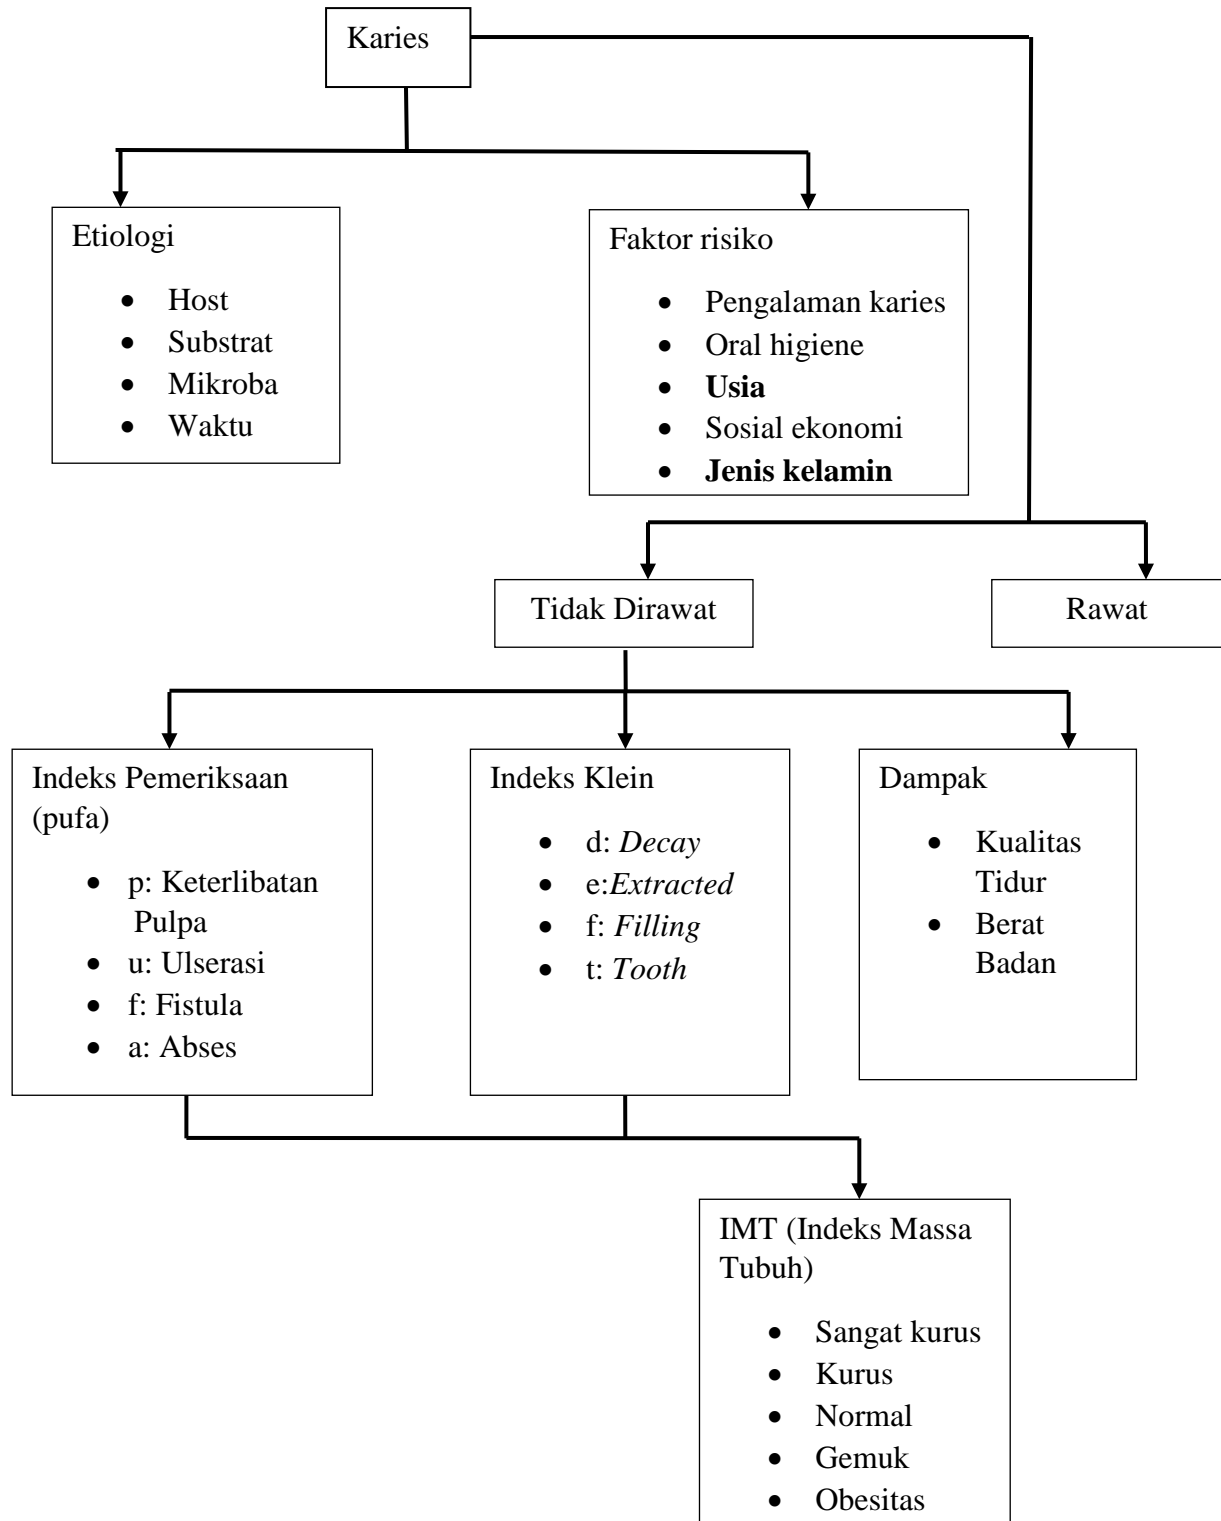 Karies
Etiologi
• Host
• Substrat
• Mikroba
• Waktu
Faktor risiko
• Pengalaman karies
• Oral higiene
• Usia
• Sosial ekonomi
• Jenis kelamin
Tidak Dirawat
Rawat
Indeks Pemeriksaan
(pufa)
• p: Keterlibatan
Pulpa
• u: Ulserasi
• f: Fistula
• a: Abses
Indeks Klein
• d: Decay
• e:Extracted
• f: Filling
• t: Tooth
Dampak
• Kualitas
Tidur
• Berat
Badan
IMT (Indeks Massa
Tubuh)
• Sangat kurus
• Kurus
• Normal
• Gemuk
• Obesitas